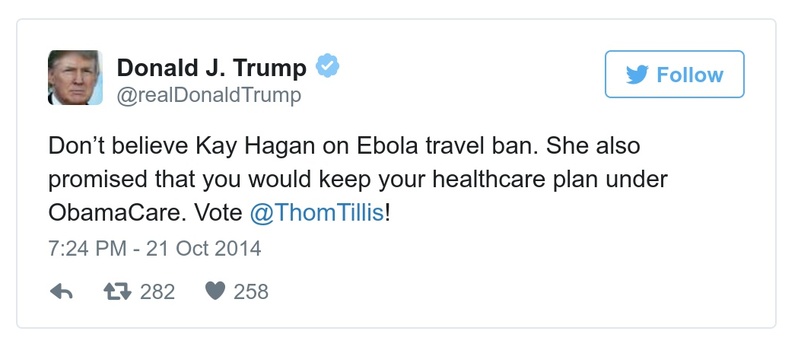 Donald J. Trump
@realDonaldTrump
Follow
Don’t believe Kay Hagan on Ebola travel ban. She also
promised that you would keep your healthcare plan under
ObamaCare. Vote @ThomTillis!
7:24 PM - 21 Oct 2014
282 258